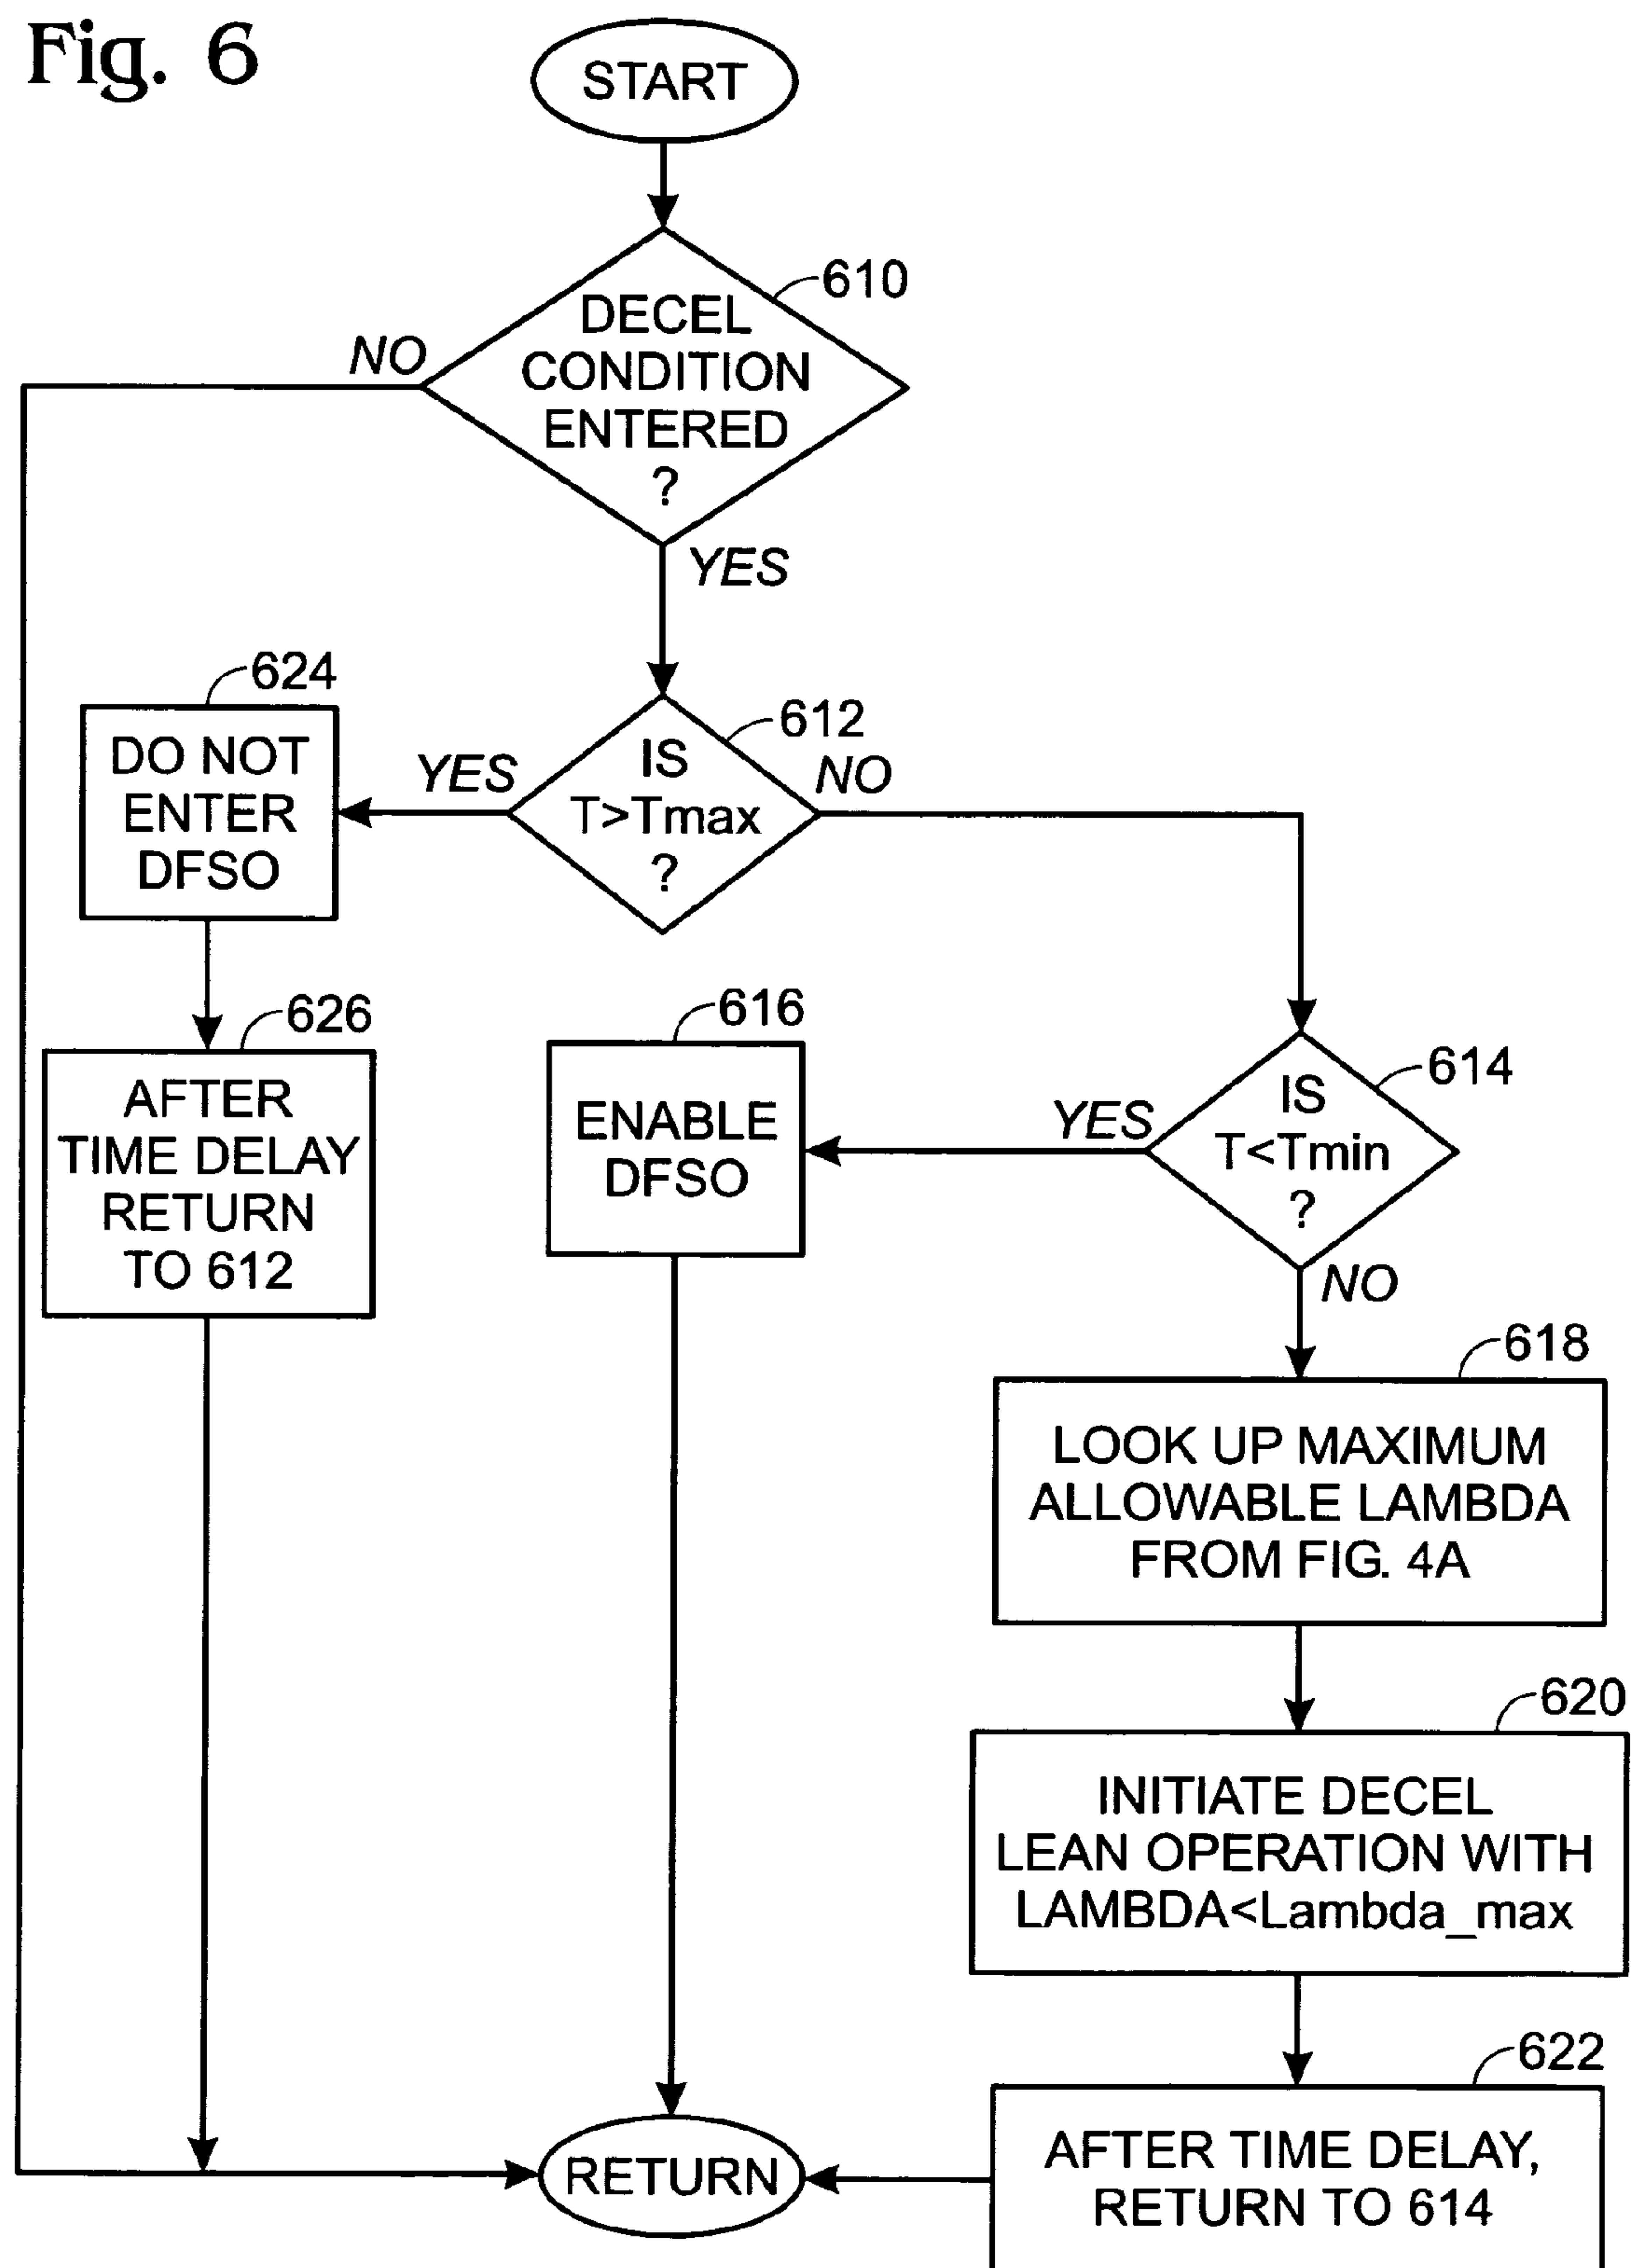 Fig. 6
START
610
DECEL
CONDITION
ENTERED
?
NO
YES
624
DO NOT
ENTER
DFSO
612
IS
T>Tmax
?
YES
NO
626
AFTER
TIME DELAY
RETURN
TO 612
616
ENABLE
DFSO
614
IS
T<Tmin
?
YES
NO
618
LOOK UP MAXIMUM
ALLOWABLE LAMBDA
FROM FIG. 4A
620
INITIATE DECEL
LEAN OPERATION WITH
LAMBDA<Lambda_max
622
AFTER TIME DELAY,
RETURN TO 614
RETURN